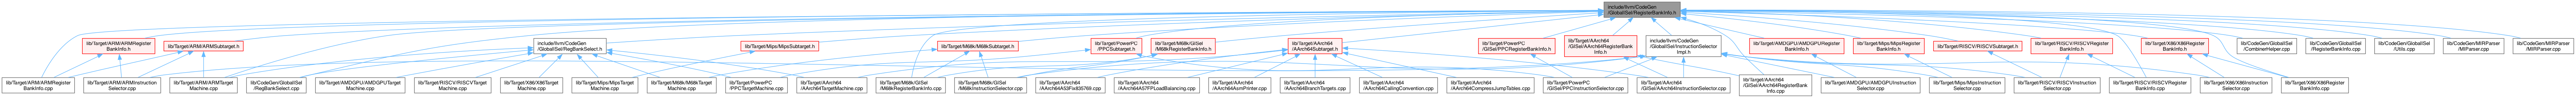 include/llvm/CodeGen
/GlobalISel/RegisterBankInfo.h
lib/Target/ARM/ARMRegister
BankInfo.h
lib/Target/ARM/ARMSubtarget.h
include/llvm/CodeGen
/GlobalISel/RegBankSelect.h
lib/Target/Mips/MipsSubtarget.h
lib/Target/M68k/M68kSubtarget.h
lib/Target/PowerPC
/PPCSubtarget.h
lib/Target/M68k/GISel
/M68kRegisterBankInfo.h
lib/Target/AArch64
/AArch64Subtarget.h
lib/Target/PowerPC
/GISel/PPCRegisterBankInfo.h
lib/Target/AArch64
/GISel/AArch64RegisterBank
Info.h
include/llvm/CodeGen
/GlobalISel/InstructionSelector
Impl.h
lib/Target/AMDGPU/AMDGPURegister
BankInfo.h
lib/Target/Mips/MipsRegister
BankInfo.h
lib/Target/RISCV/RISCVSubtarget.h
lib/Target/RISCV/RISCVRegister
BankInfo.h
lib/Target/X86/X86Register
BankInfo.h
lib/CodeGen/GlobalISel
/CombinerHelper.cpp
lib/CodeGen/GlobalISel
/RegisterBankInfo.cpp
lib/CodeGen/GlobalISel
/Utils.cpp
lib/CodeGen/MIRParser
/MIParser.cpp
lib/CodeGen/MIRParser
/MIRParser.cpp
lib/Target/ARM/ARMRegister
BankInfo.cpp
lib/Target/ARM/ARMInstruction
Selector.cpp
lib/Target/ARM/ARMTarget
Machine.cpp
lib/CodeGen/GlobalISel
/RegBankSelect.cpp
lib/Target/AMDGPU/AMDGPUTarget
Machine.cpp
lib/Target/RISCV/RISCVTarget
Machine.cpp
lib/Target/X86/X86Target
Machine.cpp
lib/Target/Mips/MipsTarget
Machine.cpp
lib/Target/M68k/M68kTarget
Machine.cpp
lib/Target/PowerPC
/PPCTargetMachine.cpp
lib/Target/AArch64
/AArch64TargetMachine.cpp
lib/Target/M68k/GISel
/M68kRegisterBankInfo.cpp
lib/Target/M68k/GISel
/M68kInstructionSelector.cpp
lib/Target/AArch64
/AArch64A53Fix835769.cpp
lib/Target/AArch64
/AArch64A57FPLoadBalancing.cpp
lib/Target/AArch64
/AArch64AsmPrinter.cpp
lib/Target/AArch64
/AArch64BranchTargets.cpp
lib/Target/AArch64
/AArch64CallingConvention.cpp
lib/Target/AArch64
/AArch64CompressJumpTables.cpp
lib/Target/PowerPC
/GISel/PPCInstructionSelector.cpp
lib/Target/AArch64
/GISel/AArch64InstructionSelector.cpp
lib/Target/AArch64
/GISel/AArch64RegisterBank
Info.cpp
lib/Target/AMDGPU/AMDGPUInstruction
Selector.cpp
lib/Target/Mips/MipsInstruction
Selector.cpp
lib/Target/RISCV/RISCVInstruction
Selector.cpp
lib/Target/RISCV/RISCVRegister
BankInfo.cpp
lib/Target/X86/X86Instruction
Selector.cpp
lib/Target/X86/X86Register
BankInfo.cpp